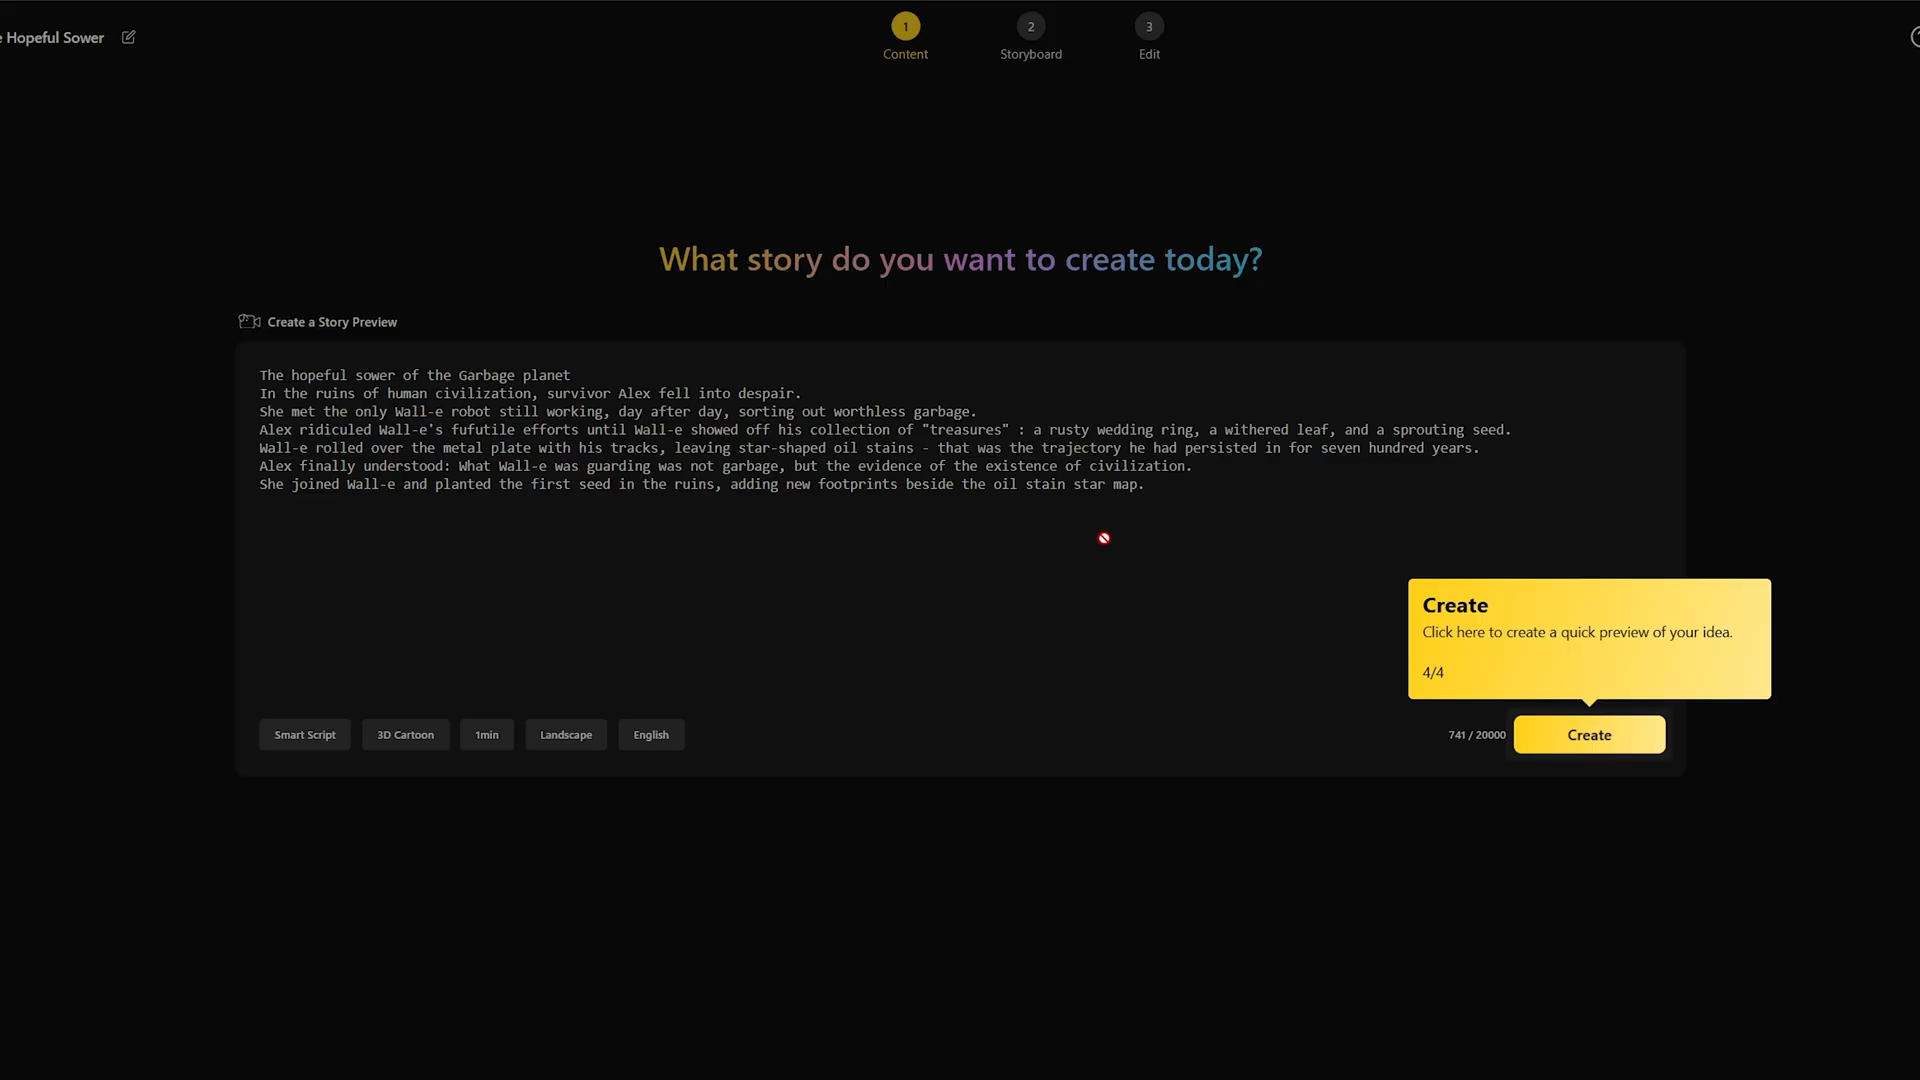 Hopeful Sower
1
Content
2
Storyboard
3
Edit
What story do you want to create today?
Create a Story Preview
The hopeful sower of the Garbage planet
In the ruins of human civilization, survivor Alex fell into despair.
She met the only Wall-e robot still working, day after day, sorting out worthless garbage.
Alex ridiculed Wall-e's fufutile efforts until Wall-e showed off his collection of "treasures" : a rusty wedding ring, a withered leaf, and a sprouting seed.
Wall-e rolled over the metal plate with his tracks, leaving star-shaped oil stains - that was the trajectory he had persisted in for seven hundred years.
Alex finally understood: What Wall-e was guarding was not garbage, but the evidence of the existence of civilization.
She joined Wall-e and planted the first seed in the ruins, adding new footprints beside the oil stain star map.
Create
Click here to create a quick preview of your idea.
4/4
Smart Script
3D Cartoon
1min
Landscape
English
741 / 20000
Create